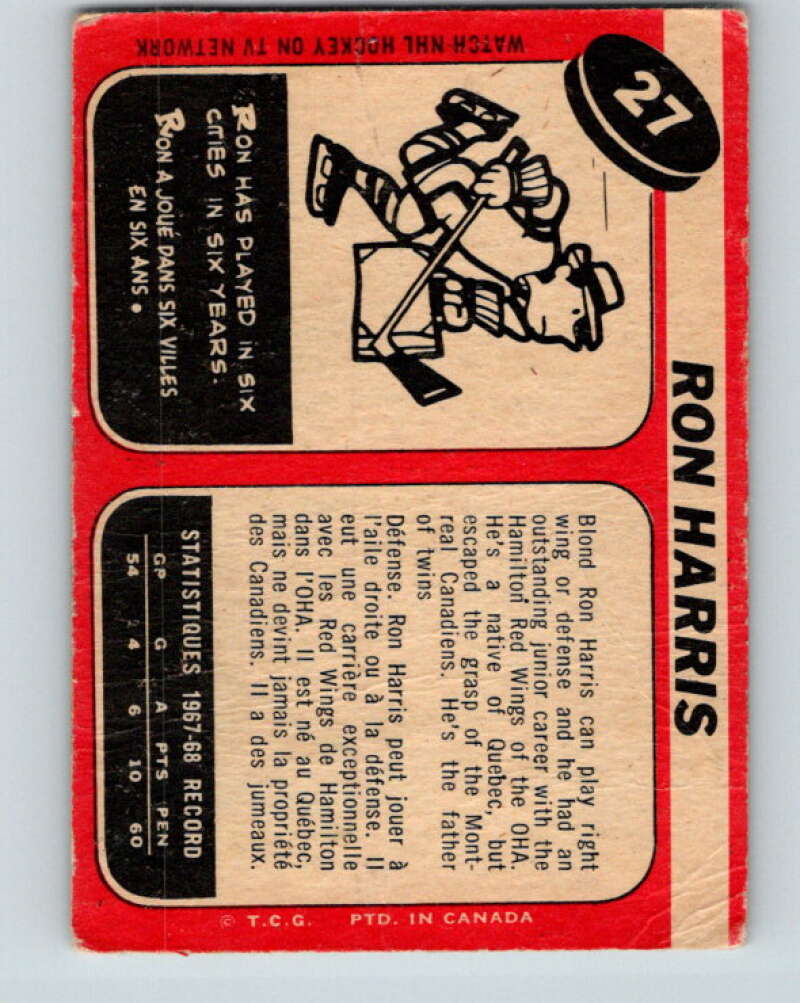 27
RON HARRIS
WATCH NHL HOCKEY ON TV NETWORK
RON HAS PLAYED IN SIX
CITIES IN SIX YEARS.
RON A JOUÉ DANS SIX VILLES
EN SIX ANS.
Blond Ron Harris can play right
wing or defense and he had an
outstanding junior career with the
Hamilton Red Wings of the OHA.
He's a native of Quebec, but
escaped the grasp of the Mont-
real Canadiens. He's the father
of twins
Défense. Ron Harris peut jouer à
l'aile droite ou à la défense. Il
eut une carrière exceptionnelle
avec les Red Wings de Hamilton
dans l'OHA. Il est né au Québec,
mais ne devint jamais la propriété
des Canadiens. Il a des jumeaux.
STATISTIQUES 1967-68 RECORD
GP G A PTS PEN
54 4 6 10 60
© T.C.G. PTD. IN CANADA